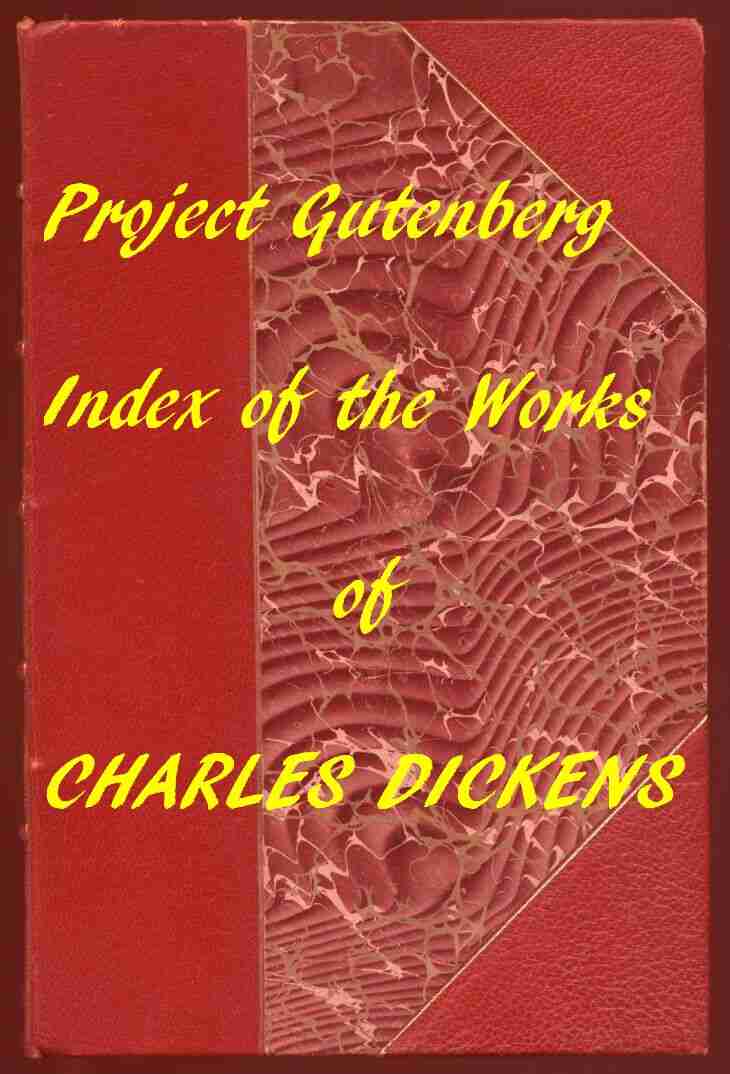 Project Gutenberg
Index of the Works
of
CHARLES DICKENS